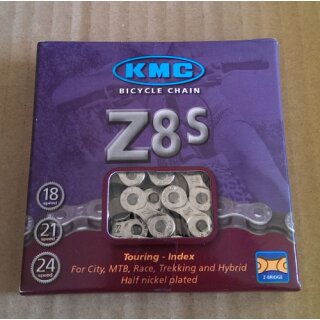 KMC
BICYCLE CHAIN
Z8S
18
speed
21
speed
24
speed
Touring - Index
For City, MTB, Race, Trekking and Hybrid
Half nickel plated
Z-BRIDGE